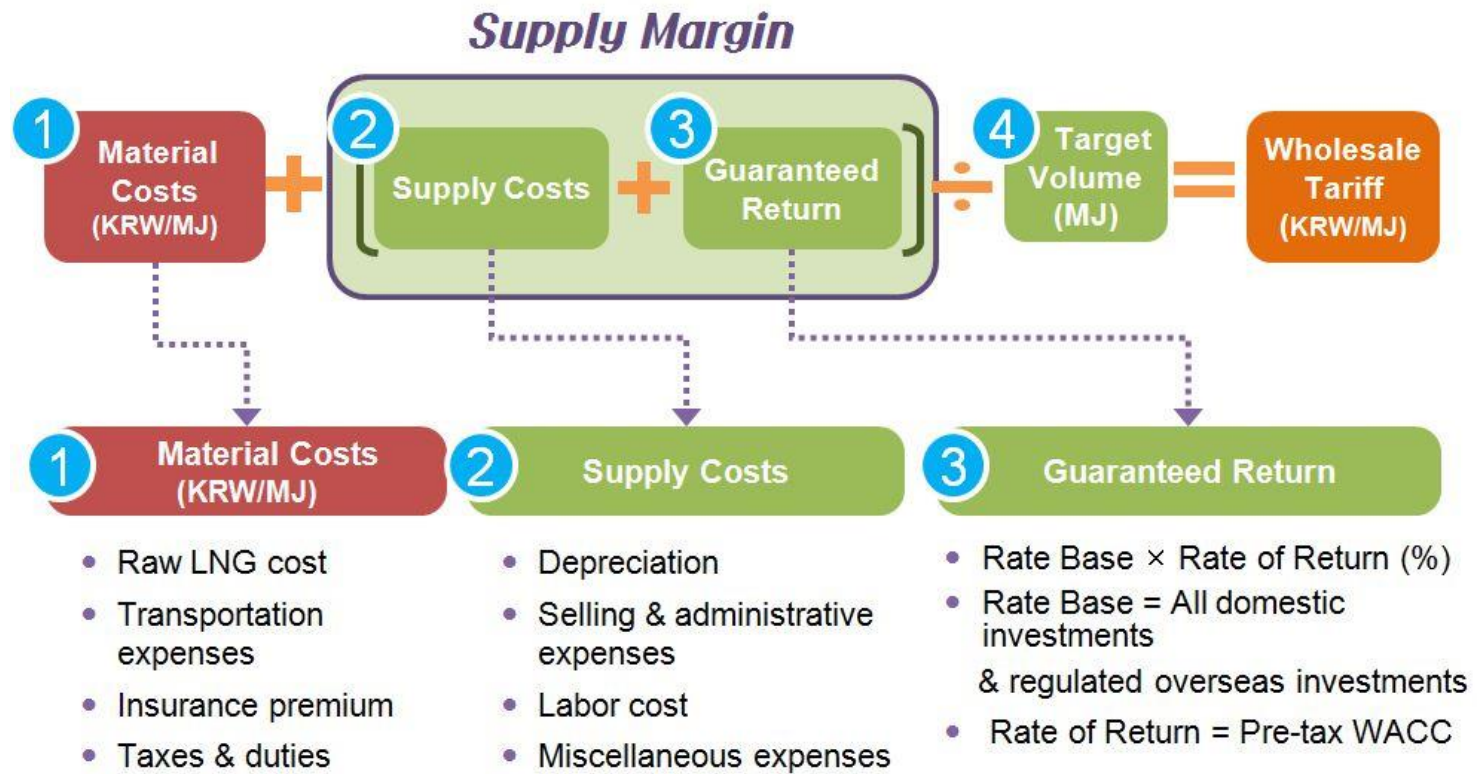 Supply Margin
1
Material
Costs
(KRW/MJ)
+
2
Supply Costs
+
3
Guaranteed
Return
÷
4
Target
Volume
(MJ)
=
Wholesale
Tariff
(KRW/MJ)
1
Material Costs
(KRW/MJ)
• Raw LNG cost
• Transportation
expenses
• Insurance premium
• Taxes & duties
2
Supply Costs
• Depreciation
• Selling & administrative
expenses
• Labor cost
• Miscellaneous expenses
3
Guaranteed Return
• Rate Base × Rate of Return (%)
• Rate Base = All domestic
investments
& regulated overseas investments
• Rate of Return = Pre-tax WACC